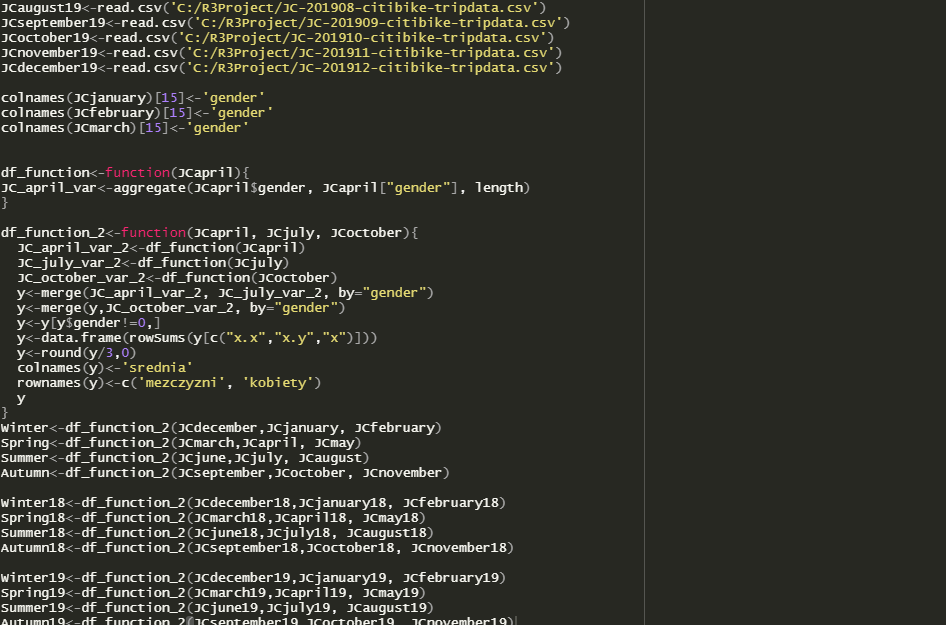 JCaugust19<-read.csv('C:/R3Project/JC-201908-citibike-tripdata.csv')
JCseptember19<-read.csv('C:/R3Project/JC-201909-citibike-tripdata.csv')
JCoctober19<-read.csv('C:/R3Project/JC-201910-citibike-tripdata.csv')
JCnovember19<-read.csv('C:/R3Project/JC-201911-citibike-tripdata.csv')
JCdecember19<-read.csv('C:/R3Project/JC-201912-citibike-tripdata.csv')
colnames(JCjanuary)[15]<-'gender'
colnames(JCfebruary)[15]<-'gender'
colnames(JCmarch)[15]<-'gender'
df_function<-function(JCapril){
JC_april_var<-aggregate(JCapril$gender, JCapril["gender"], length)
}
df_function_2<-function(JCapril, JCjuly, JCoctober){
JC_april_var_2<-df_function(JCapril)
JC_july_var_2<-df_function(JCjuly)
JC_october_var_2<-df_function(JCoctober)
y<-merge(JC_april_var_2, JC_july_var_2, by="gender")
y<-merge(y,JC_october_var_2, by="gender")
y<-y[y$gender!=0,]
y<-data.frame(rowSums(y[c("x.x","x.y","x")]))
y<-round(y/3,0)
colnames(y)<-'srednia'
rownames(y)<-c('mezczyzni', 'kobiety')
y
}
Winter<-df_function_2(JCdecember,JCjanuary, JCfebruary)
Spring<-df_function_2(JCmarch,JCapril, JCmay)
Summer<-df_function_2(JCjune,JCjuly, JCaugust)
Autumn<-df_function_2(JCseptember,JCoctober, JCnovember)
Winter18<-df_function_2(JCdecember18,JCjanuary18, JCfebruary18)
Spring18<-df_function_2(JCmarch18,JCapril18, JCmay18)
Summer18<-df_function_2(JCjune18,JCjuly18, JCaugust18)
Autumn18<-df_function_2(JCseptember18,JCoctober18, JCnovember18)
Winter19<-df_function_2(JCdecember19,JCjanuary19, JCfebruary19)
Spring19<-df_function_2(JCmarch19,JCapril19, JCmay19)
Summer19<-df_function_2(JCjune19,JCjuly19, JCaugust19)
Autumn19<-df_function_2(JCseptember19,JCoctober19, JCnovember19)